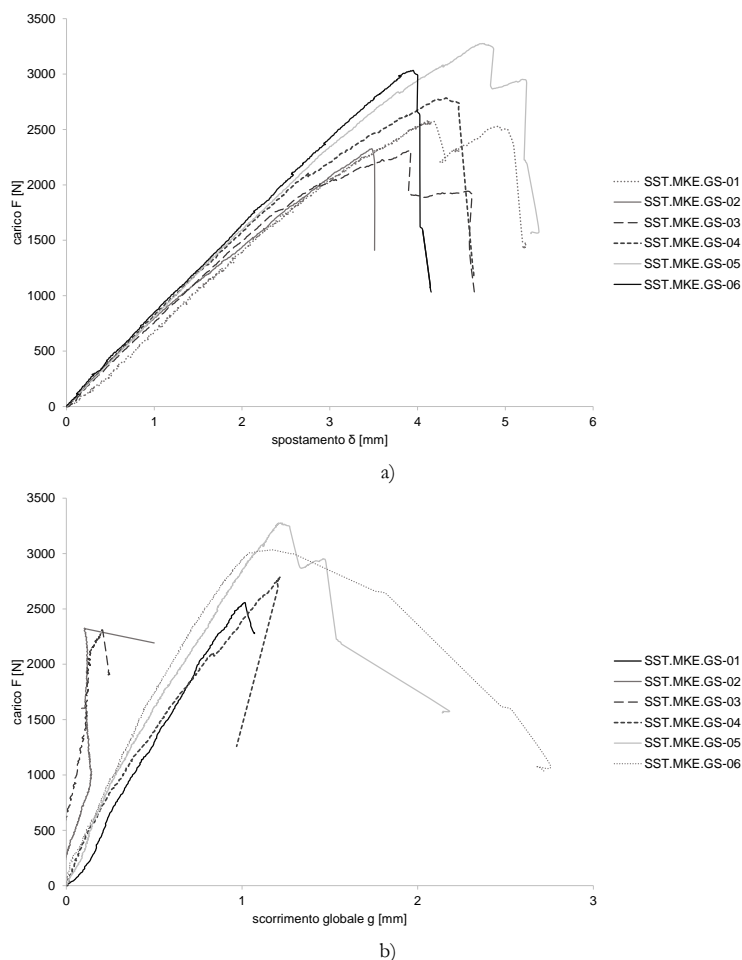 3500
3000
2500
2000
1500
1000
500
0
carico F [N]
0 1 2 3 4 5 6
spostamento δ [mm]
SST.MKE.GS-01
SST.MKE.GS-02
SST.MKE.GS-03
SST.MKE.GS-04
SST.MKE.GS-05
SST.MKE.GS-06
a)
3500
3000
2500
2000
1500
1000
500
0
carico F [N]
0 1 2 3
scorrimento globale g [mm]
SST.MKE.GS-01
SST.MKE.GS-02
SST.MKE.GS-03
SST.MKE.GS-04
SST.MKE.GS-05
SST.MKE.GS-06
b)